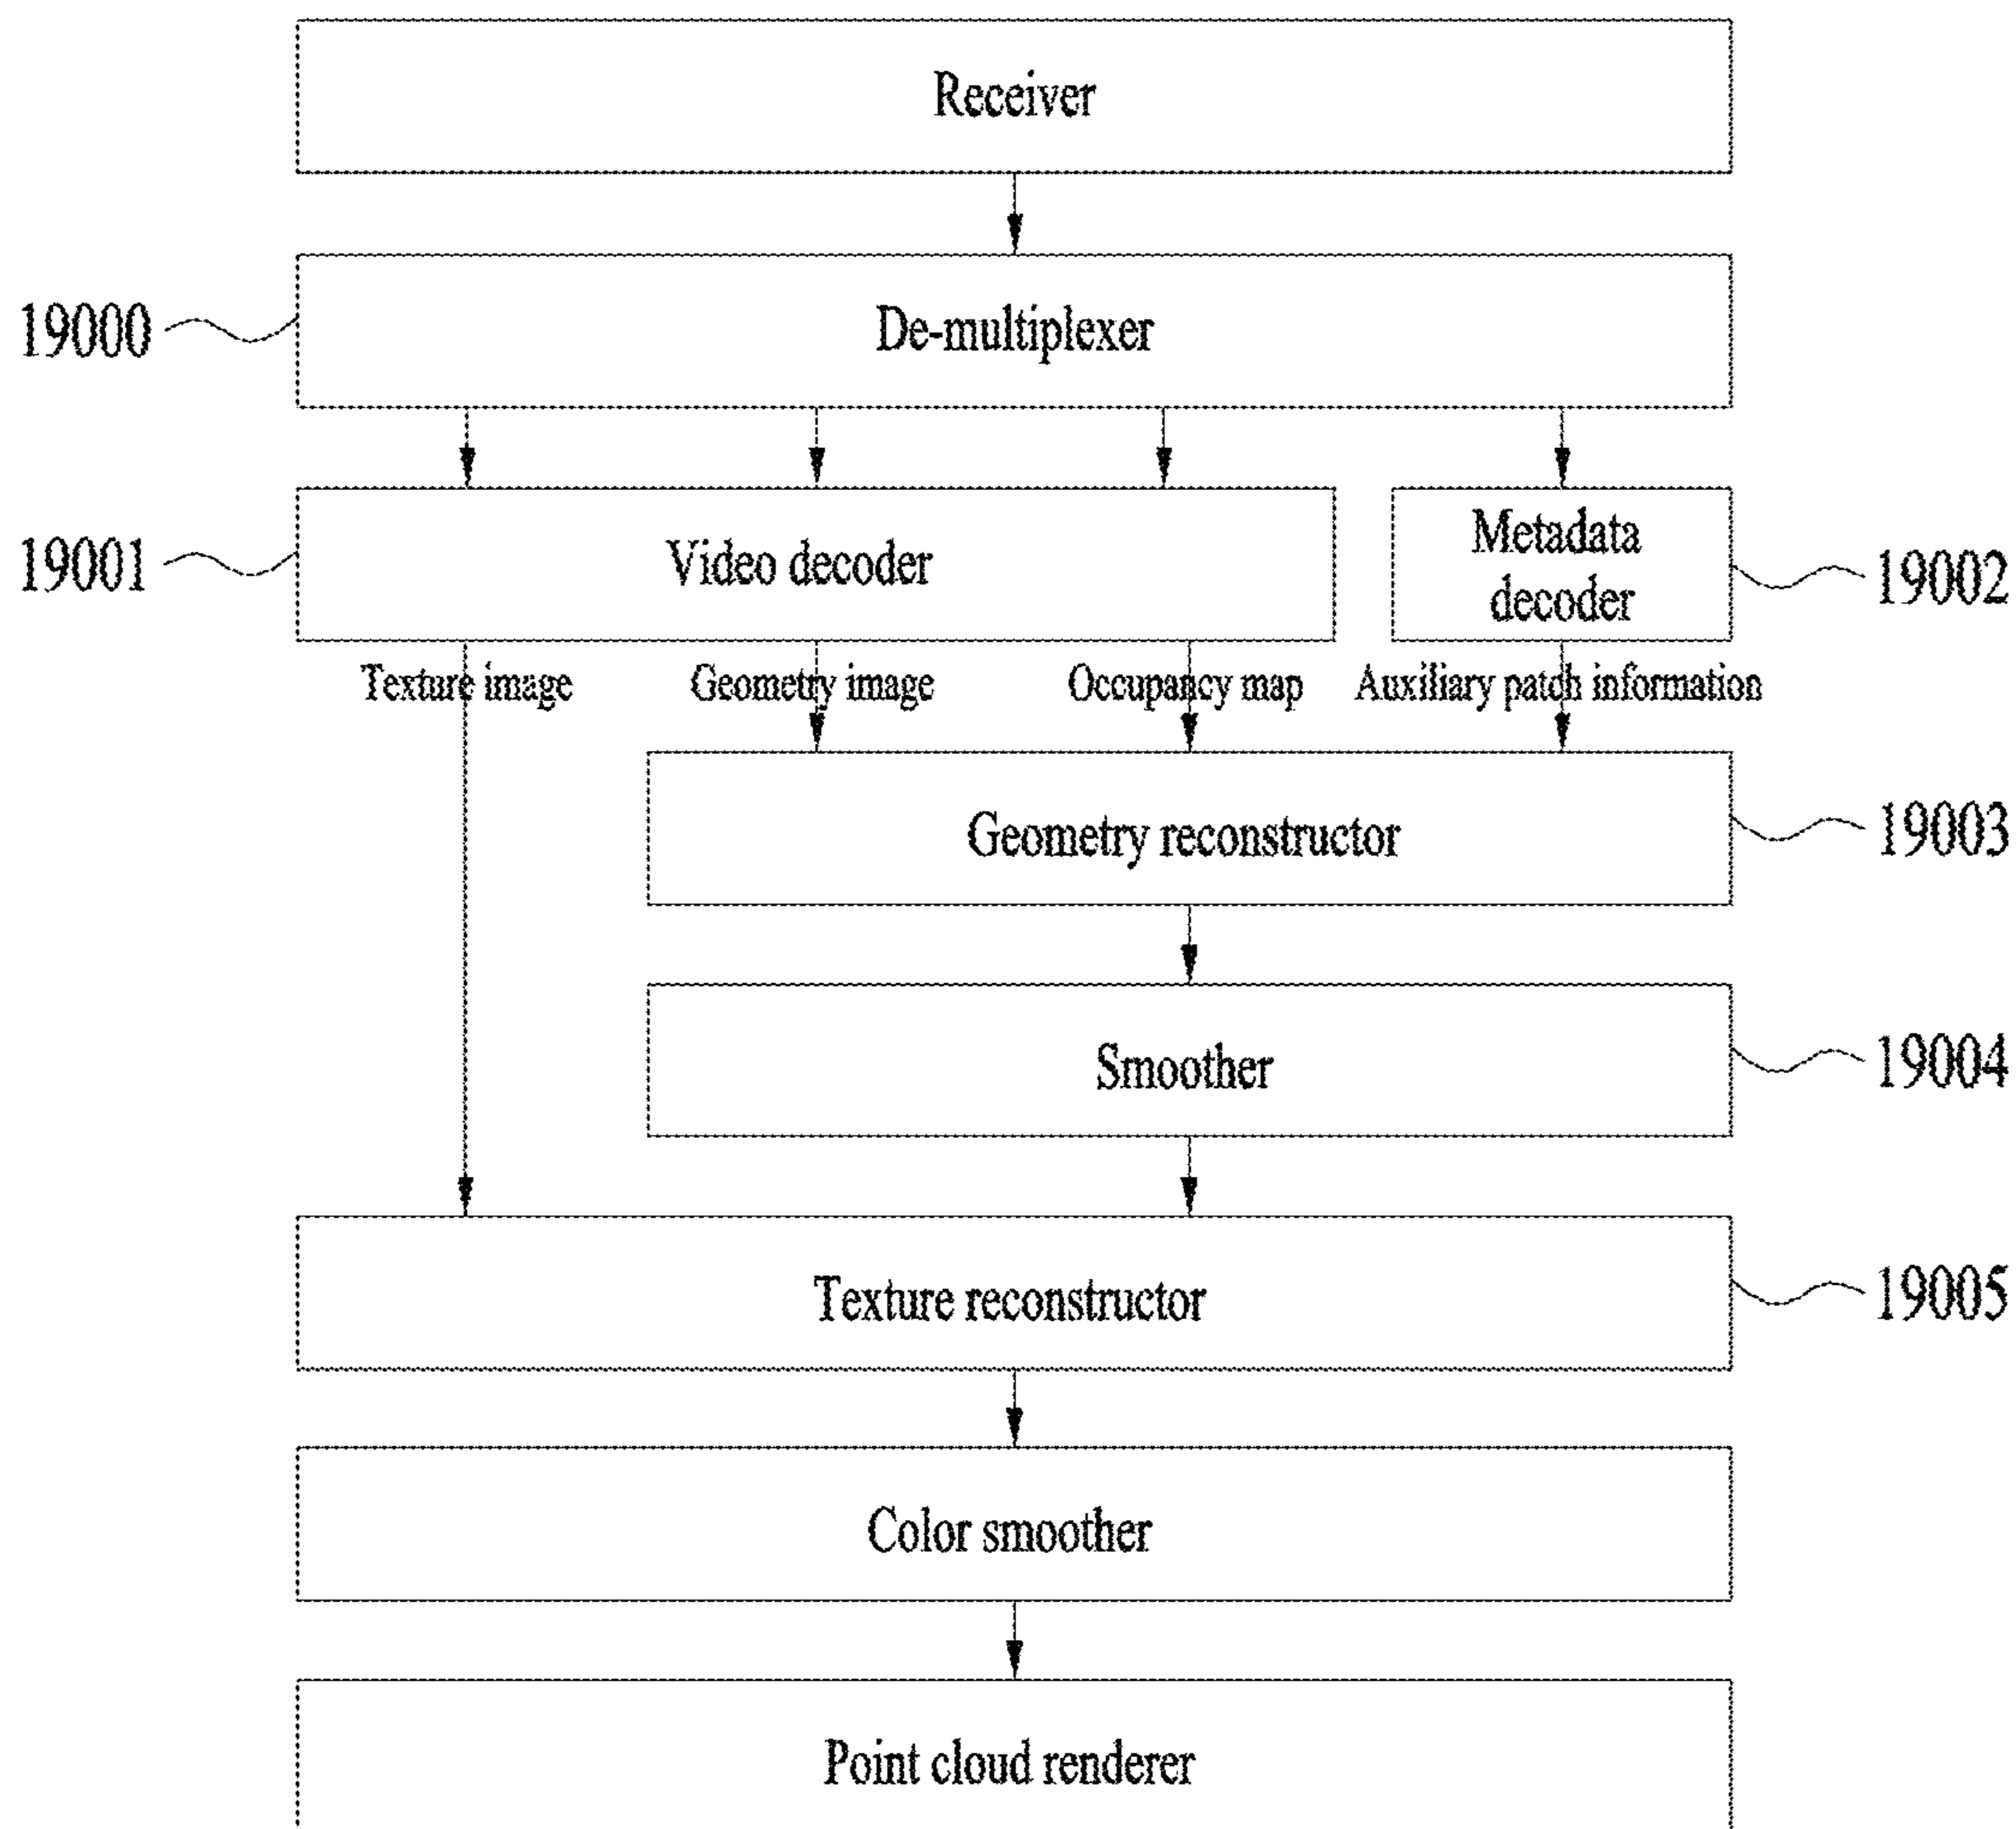 Receiver
19000
De-multiplexer
19001
Video decoder
Metadata
decoder
19002
Texture image
Geometry image
Occupancy map
Auxiliary patch information
Geometry reconstructor
19003
Smoother
19004
Texture reconstructor
19005
Color smoother
Point cloud renderer